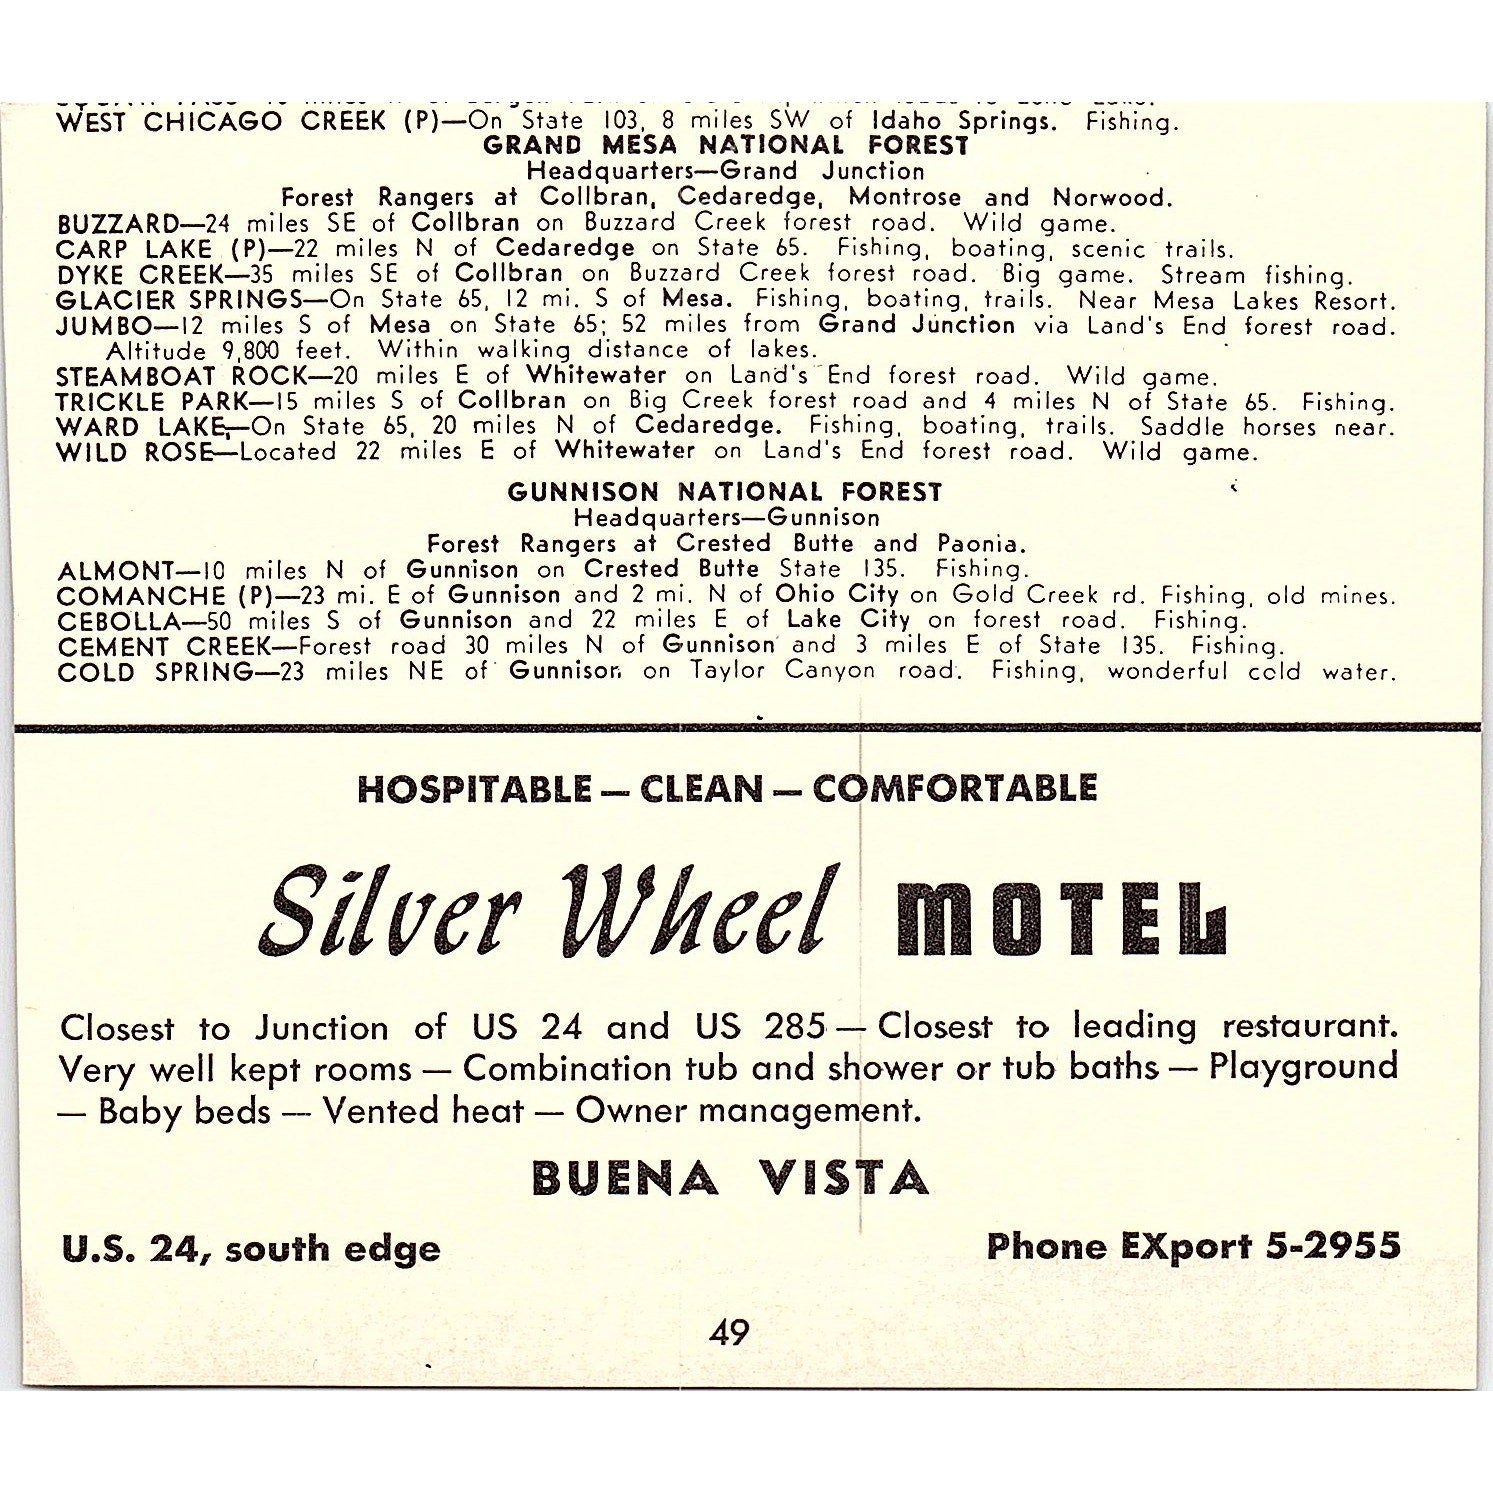 WEST CHICAGO CREEK (P)—On State 103, 8 miles SW of Idaho Springs. Fishing.
GRAND MESA NATIONAL FOREST
Headquarters—Grand Junction
Forest Rangers at Collbran, Cedaredge, Montrose and Norwood.
BUZZARD—24 miles SE of Collbran on Buzzard Creek forest road. Wild game.
CARP LAKE (P)—22 miles N of Cedaredge on State 65. Fishing, boating, scenic trails.
DYKE CREEK—35 miles SE of Collbran on Buzzard Creek forest road. Big game. Stream fishing.
GLACIER SPRINGS—On State 65, 12 mi. S of Mesa. Fishing, boating, trails. Near Mesa Lakes Resort.
JUMBO—12 miles S of Mesa on State 65; 52 miles from Grand Junction via Land's End forest road.
Altitude 9,800 feet. Within walking distance of lakes.
STEAMBOAT ROCK—20 miles E of Whitewater on Land's End forest road. Wild game.
TRICKLE PARK—15 miles S of Collbran on Big Creek forest road and 4 miles N of State 65. Fishing.
WARD LAKE—On State 65, 20 miles N of Cedaredge. Fishing, boating, trails. Saddle horses near.
WILD ROSE—Located 22 miles E of Whitewater on Land's End forest road. Wild game.
GUNNISON NATIONAL FOREST
Headquarters—Gunnison
Forest Rangers at Crested Butte and Paonia.
ALMONT—10 miles N of Gunnison on Crested Butte State 135. Fishing.
COMANCHE (P)—23 mi. E of Gunnison and 2 mi. N of Ohio City on Gold Creek rd. Fishing, old mines.
CEBOLLA—50 miles S of Gunnison and 22 miles E of Lake City on forest road. Fishing.
CEMENT CREEK—Forest road 30 miles N of Gunnison and 3 miles E of State 135. Fishing.
COLD SPRING—23 miles NE of Gunnison on Taylor Canyon road. Fishing, wonderful cold water.
HOSPITABLE — CLEAN — COMFORTABLE
Silver Wheel MOTEL
Closest to Junction of US 24 and US 285 — Closest to leading restaurant.
Very well kept rooms — Combination tub and shower or tub baths — Playground
— Baby beds — Vented heat — Owner management.
BUENA VISTA
U.S. 24, south edge Phone EXport 5-2955
49